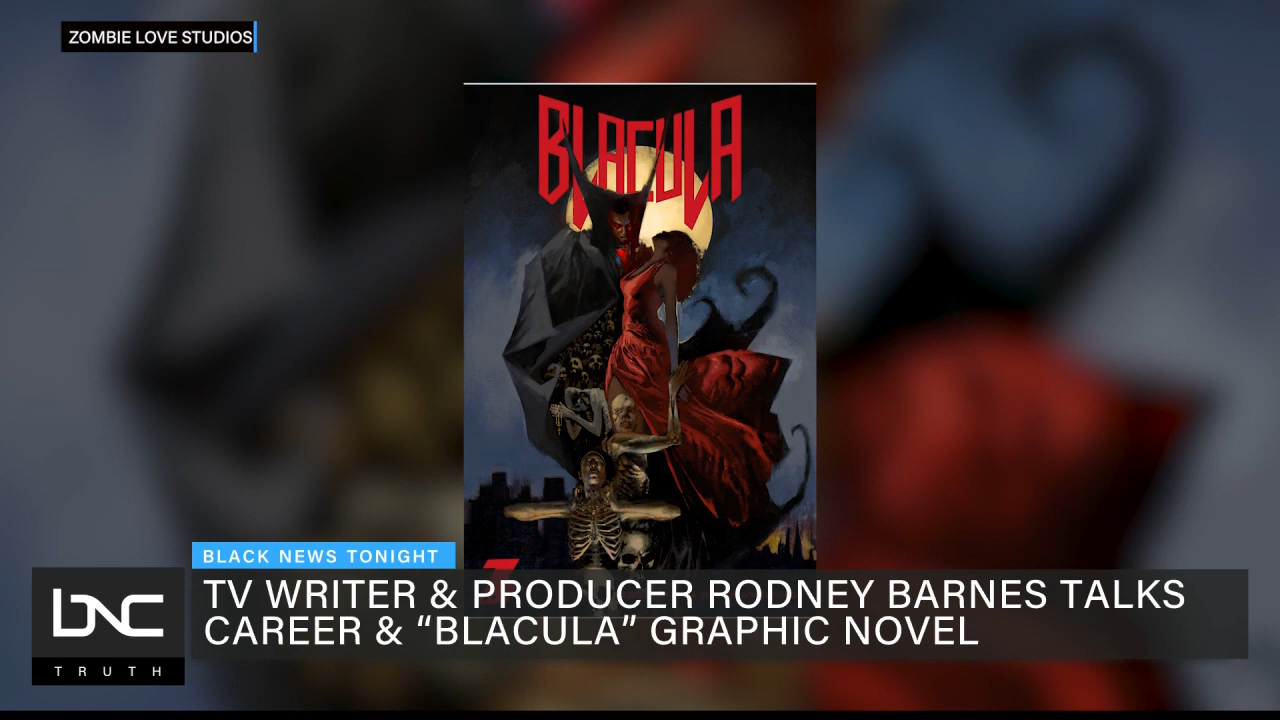 ZOMBIE LOVE STUDIOS
BLACULA
BLACK NEWS TONIGHT
TV WRITER & PRODUCER RODNEY BARNES TALKS
CAREER & “BLACULA” GRAPHIC NOVEL
BNC
TRUTH